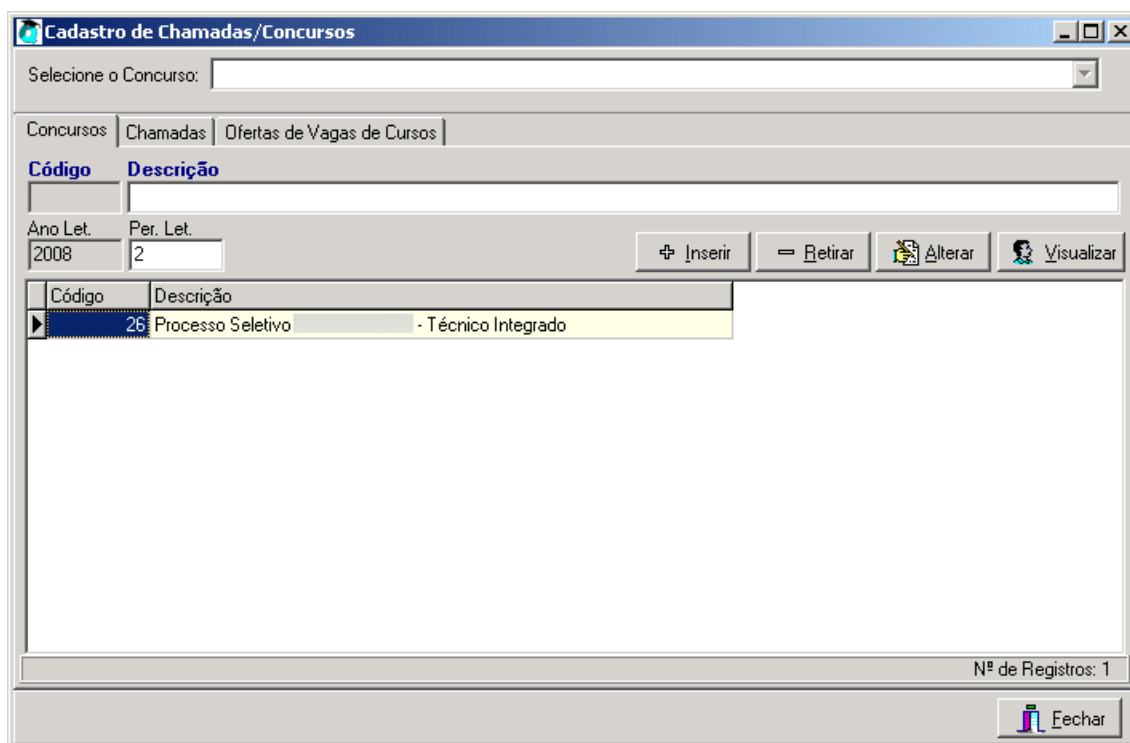 Cadastro de Chamadas/Concursos
Selecione o Concurso:
Concursos Chamadas Ofertas de Vagas de Cursos
Código Descrição
Ano Let. Per. Let.
2008 2 Inserir Retirar Alterar Visualizar
Código Descrição
26 Processo Seletivo - Técnico Integrado
Nº de Registros: 1
Fechar